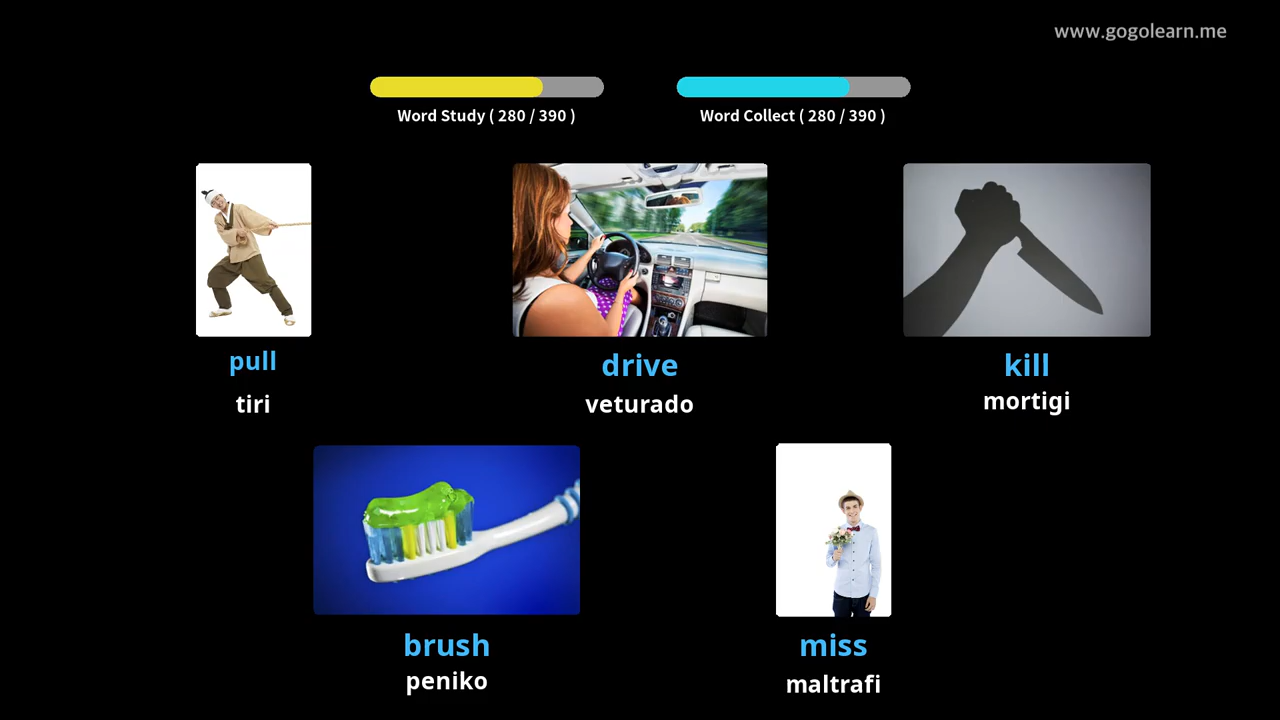 www.gogolearn.me
Word Study ( 280 / 390 )
Word Collect ( 280 / 390 )
pull
tiri
drive
veturado
kill
mortigi
brush
peniko
miss
maltrafi